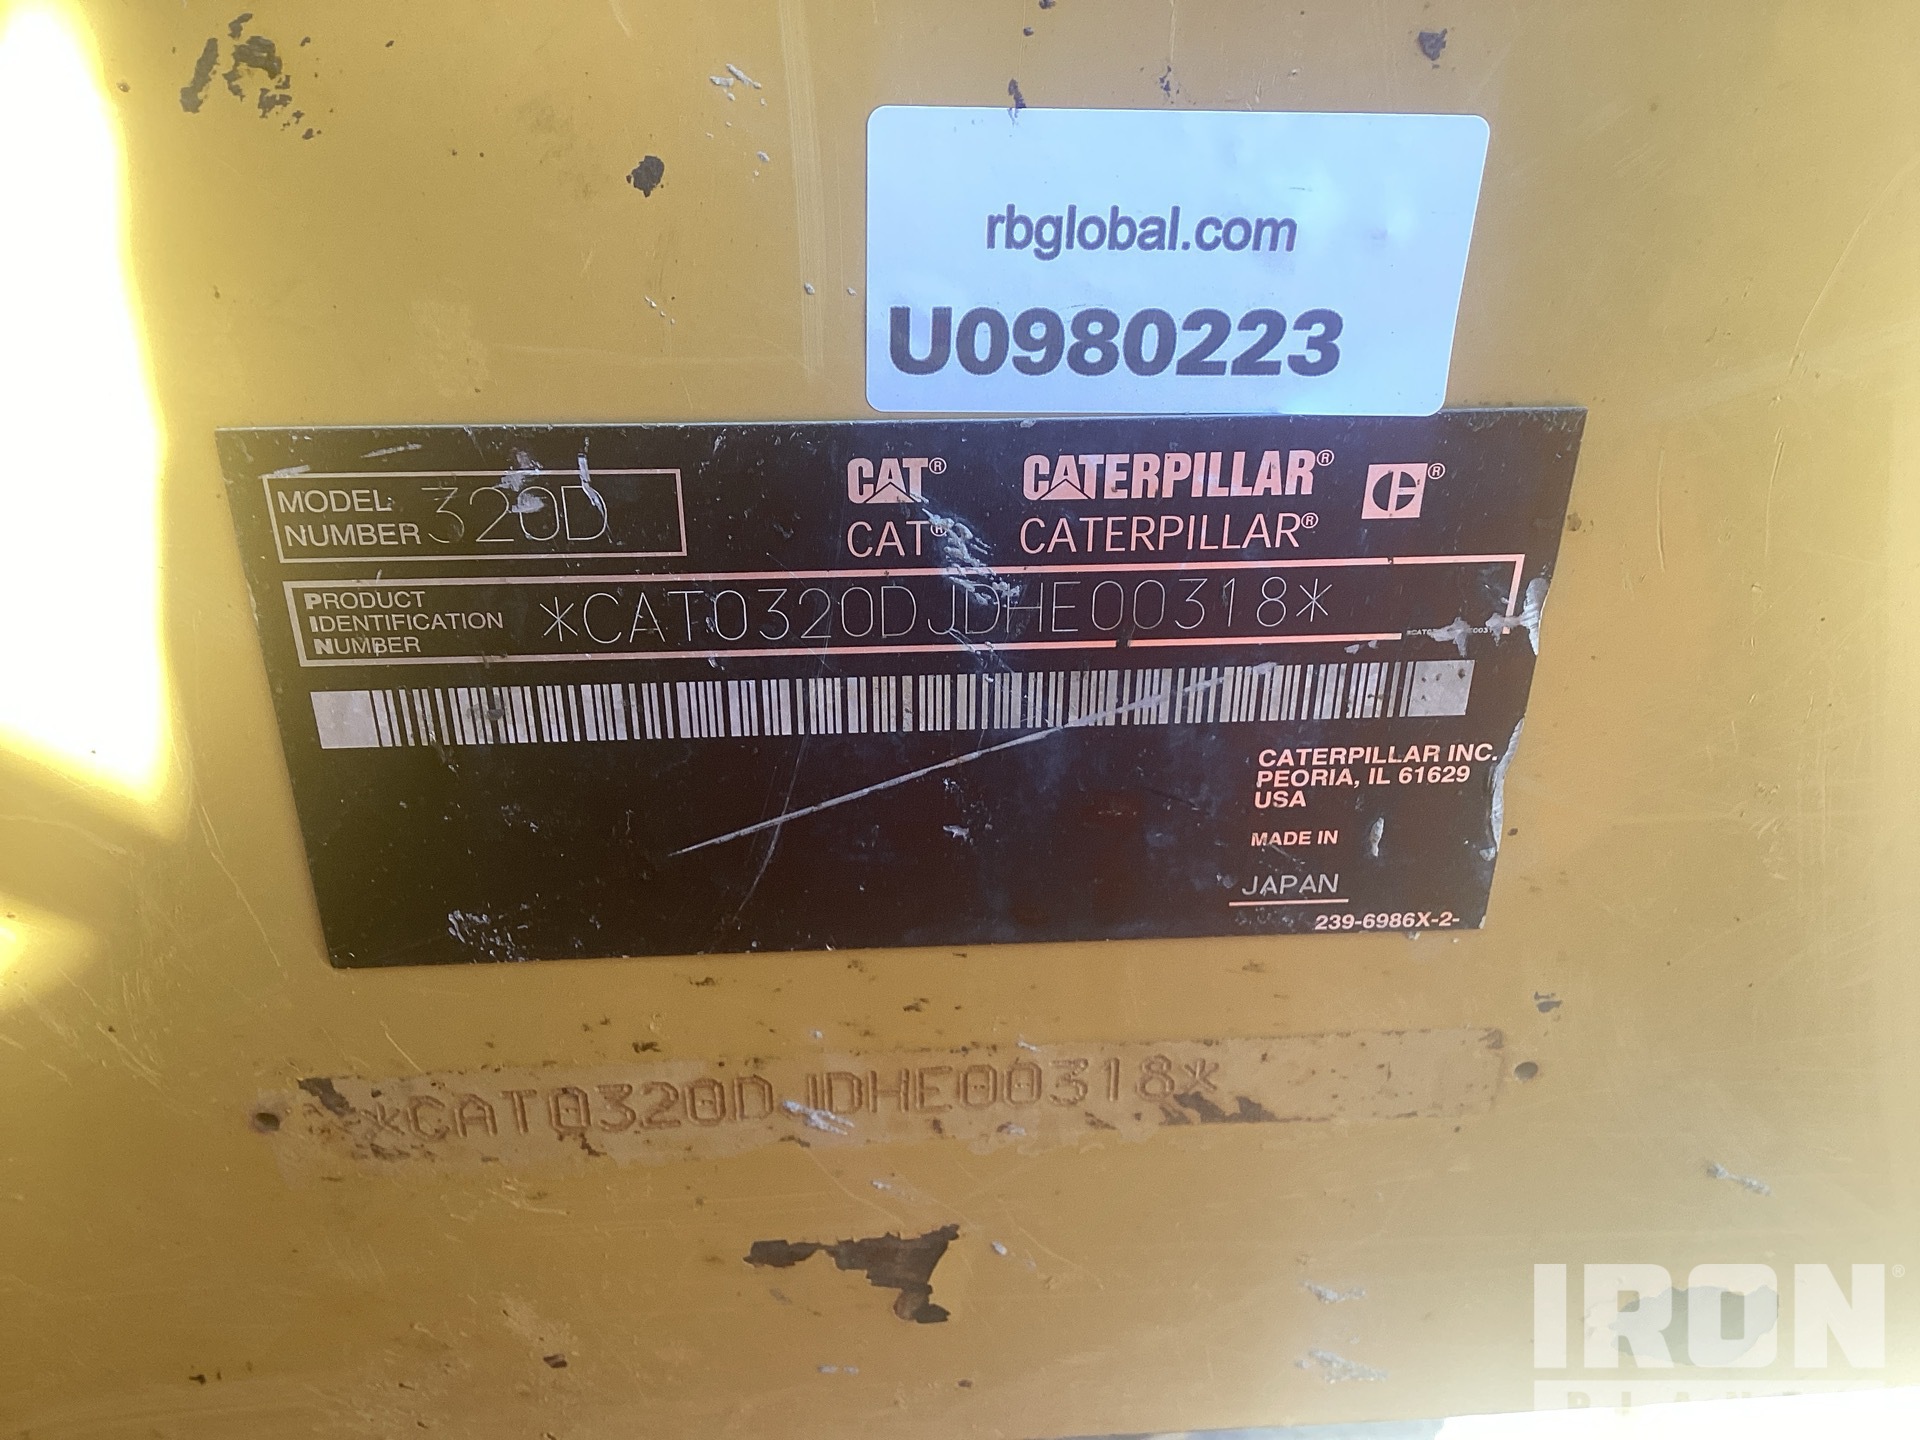 rbglobal.com
U0980223
MODEL NUMBER 320D
CAT® CATERPILLAR® C®
CAT® CATERPILLAR®
PRODUCT IDENTIFICATION NUMBER *CAT0320DJDHE00318*
CATERPILLAR INC.
PEORIA, IL 61629
USA
MADE IN
JAPAN
239-6986X-2-
*CAT0320DJDHE00318*
IRON®